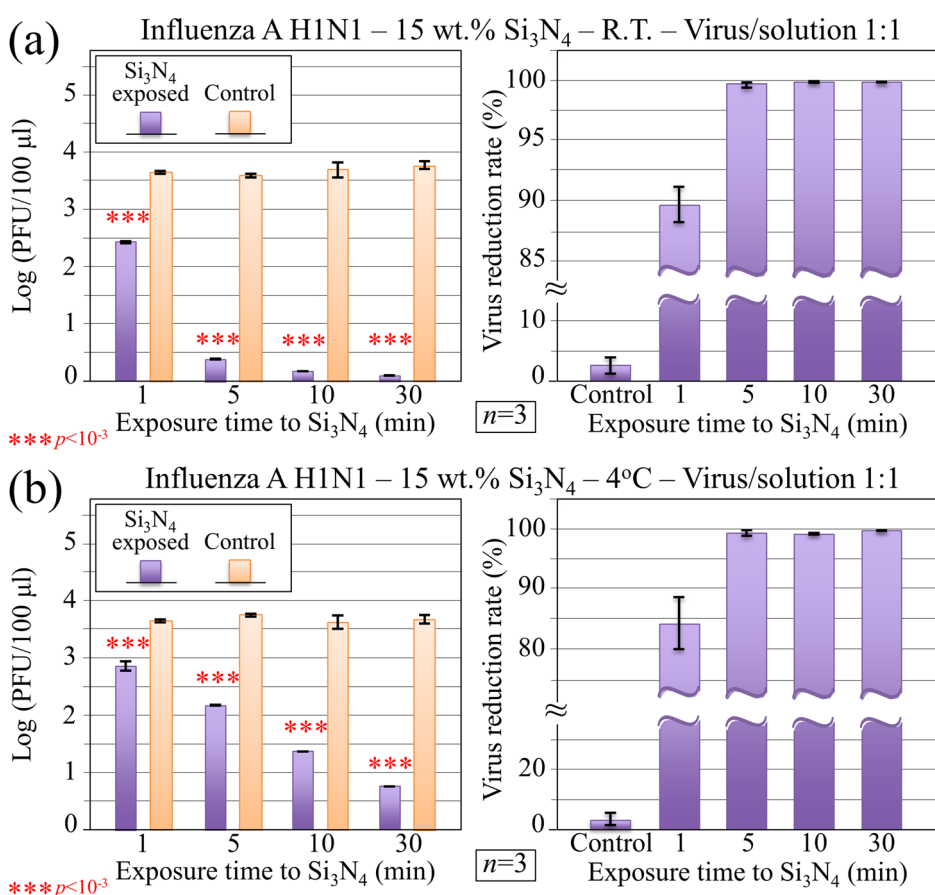 (a) Influenza A H1N1 – 15 wt.% Si₃N₄ – R.T. – Virus/solution 1:1
Si₃N₄
exposed Control
Log (PFU/100 µl)
5
4
3
2
1
0
***
***
***
***
1 5 10 30
Exposure time to Si₃N₄ (min)
***p<10⁻³
n=3
Virus reduction rate (%)
100
95
90
85
≈
10
0
Control 1 5 10 30
Exposure time to Si₃N₄ (min)
(b) Influenza A H1N1 – 15 wt.% Si₃N₄ – 4°C – Virus/solution 1:1
Si₃N₄
exposed Control
Log (PFU/100 µl)
5
4
3
2
1
0
***
***
***
***
1 5 10 30
Exposure time to Si₃N₄ (min)
***p<10⁻³
n=3
Virus reduction rate (%)
100
90
80
≈
20
0
Control 1 5 10 30
Exposure time to Si₃N₄ (min)